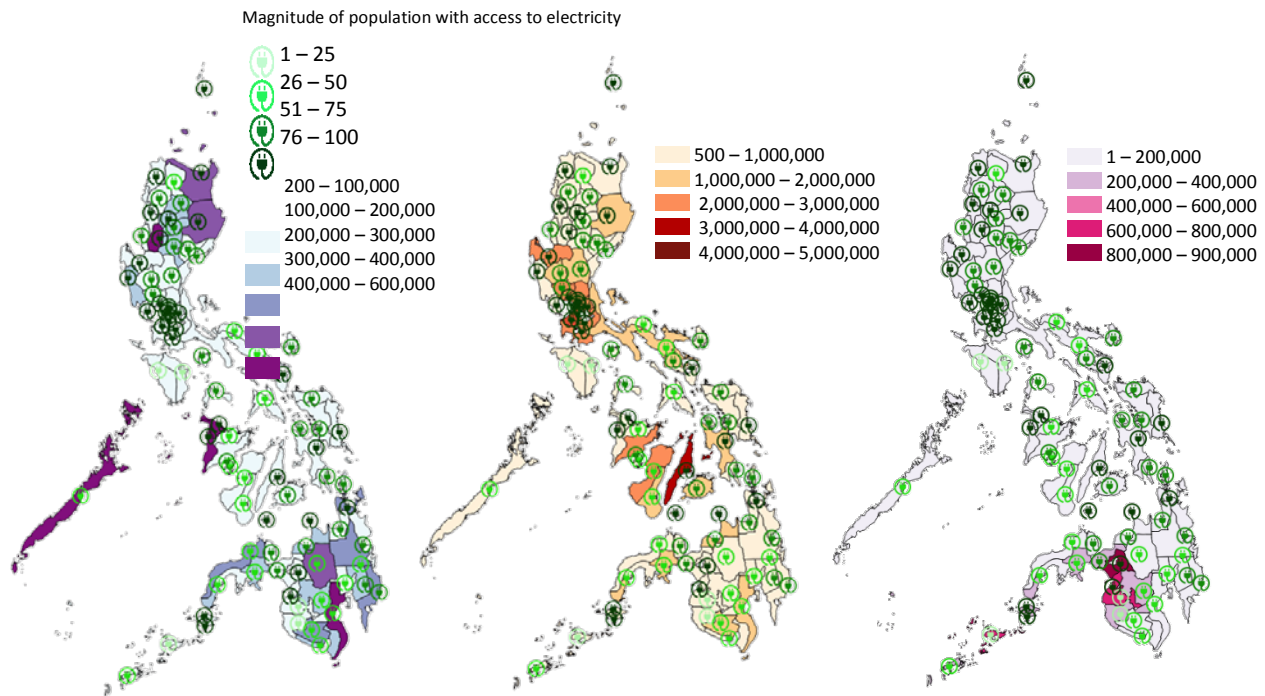 Magnitude of population with access to electricity
1 – 25
26 – 50
51 – 75
76 – 100
200 – 100,000
100,000 – 200,000
200,000 – 300,000
300,000 – 400,000
400,000 – 600,000
500 – 1,000,000
1,000,000 – 2,000,000
2,000,000 – 3,000,000
3,000,000 – 4,000,000
4,000,000 – 5,000,000
1 – 200,000
200,000 – 400,000
400,000 – 600,000
600,000 – 800,000
800,000 – 900,000